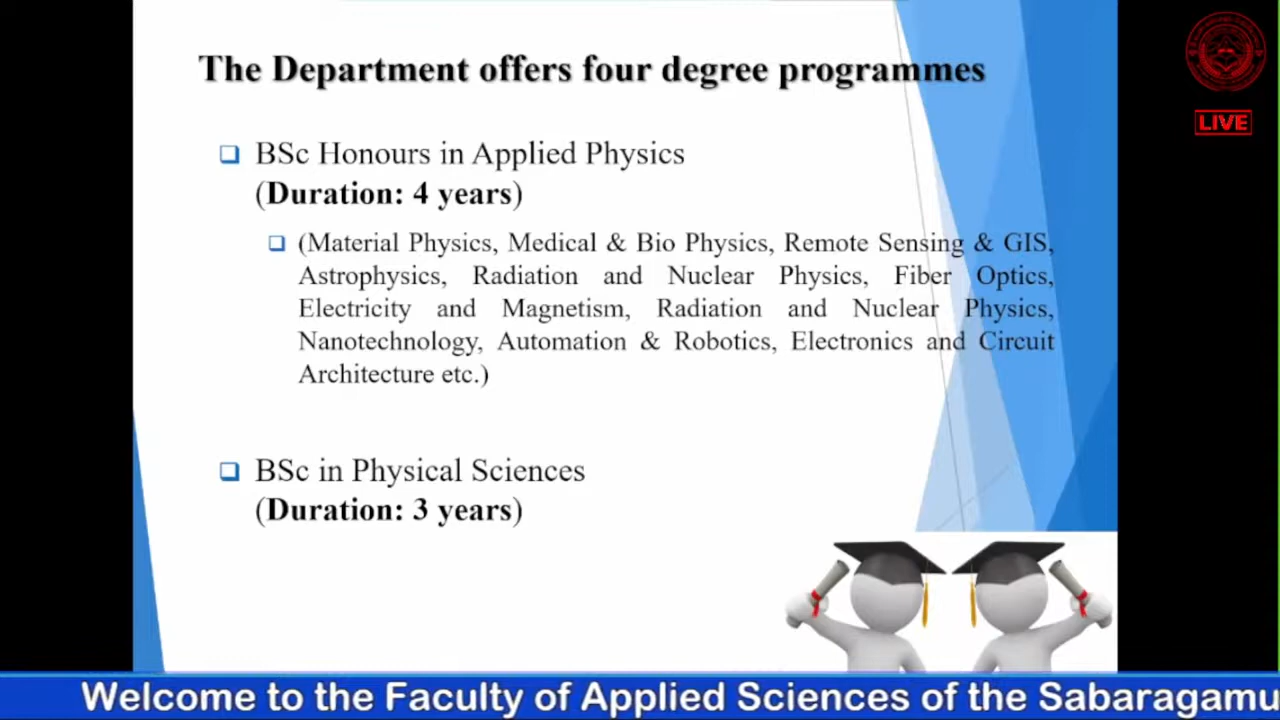 The Department offers four degree programmes
LIVE
BSc Honours in Applied Physics
(Duration: 4 years)
(Material Physics, Medical & Bio Physics, Remote Sensing & GIS,
Astrophysics, Radiation and Nuclear Physics, Fiber Optics,
Electricity and Magnetism, Radiation and Nuclear Physics,
Nanotechnology, Automation & Robotics, Electronics and Circuit
Architecture etc.)
BSc in Physical Sciences
(Duration: 3 years)
Welcome to the Faculty of Applied Sciences of the Sabaragamu